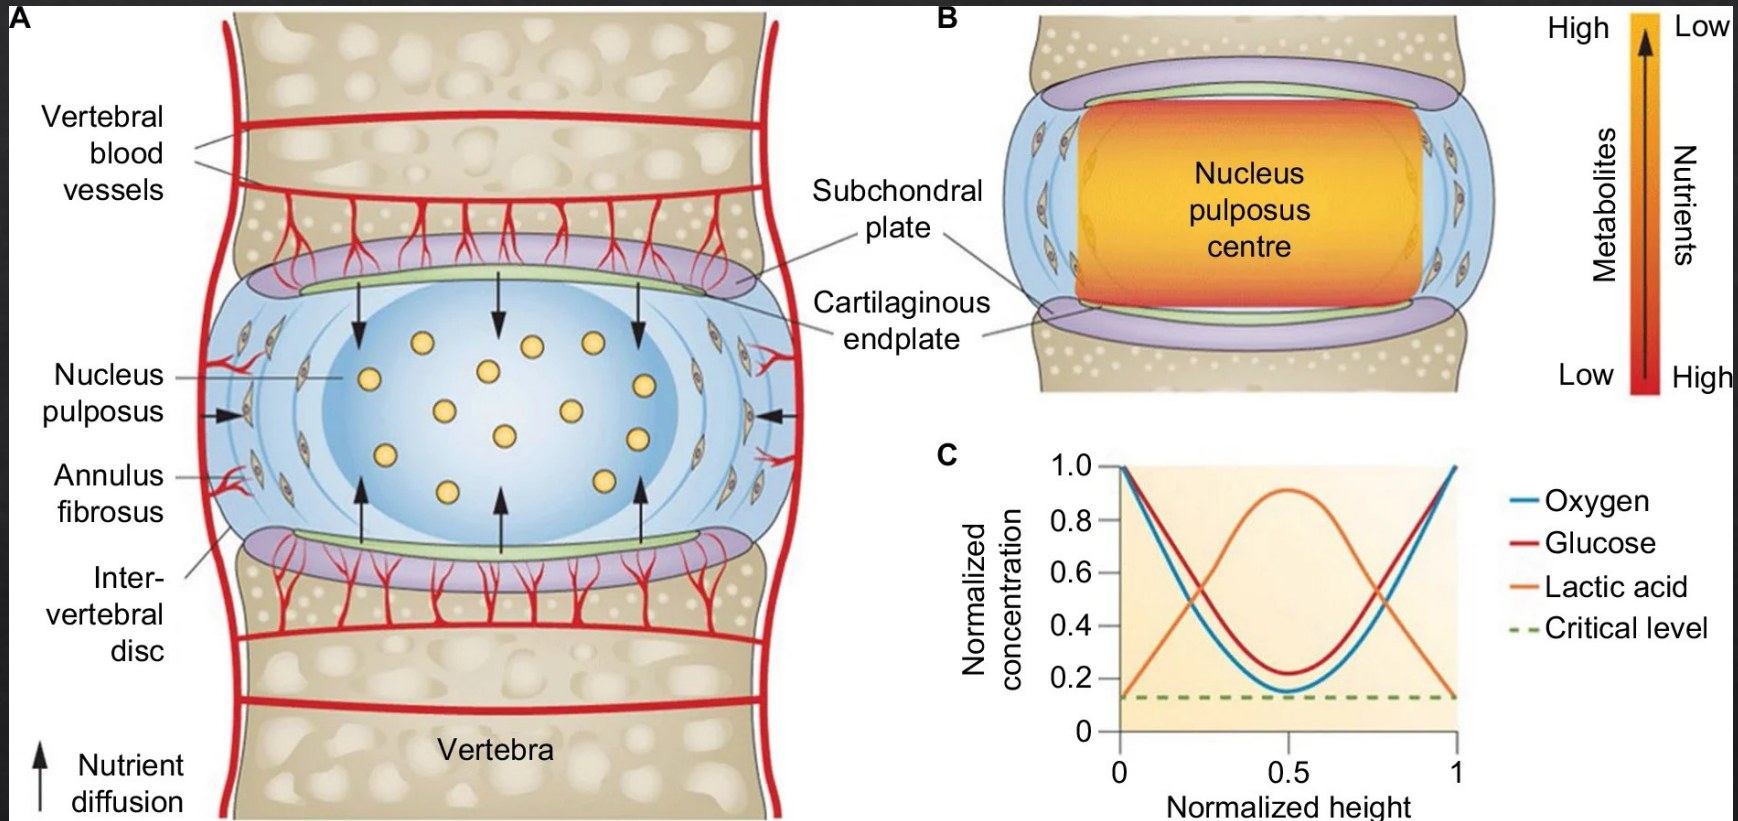 A
Vertebral
blood
vessels
Nucleus
pulposus
Annulus
fibrosus
Inter-
vertebral
disc
Nutrient
diffusion
Vertebra
Subchondral
plate
Cartilaginous
endplate
B
Nucleus
pulposus
centre
High
Low
Metabolites
Nutrients
Low
High
C
Normalized
concentration
1.0
0.8
0.6
0.4
0.2
0
0
0.5
1
Normalized height
Oxygen
Glucose
Lactic acid
Critical level